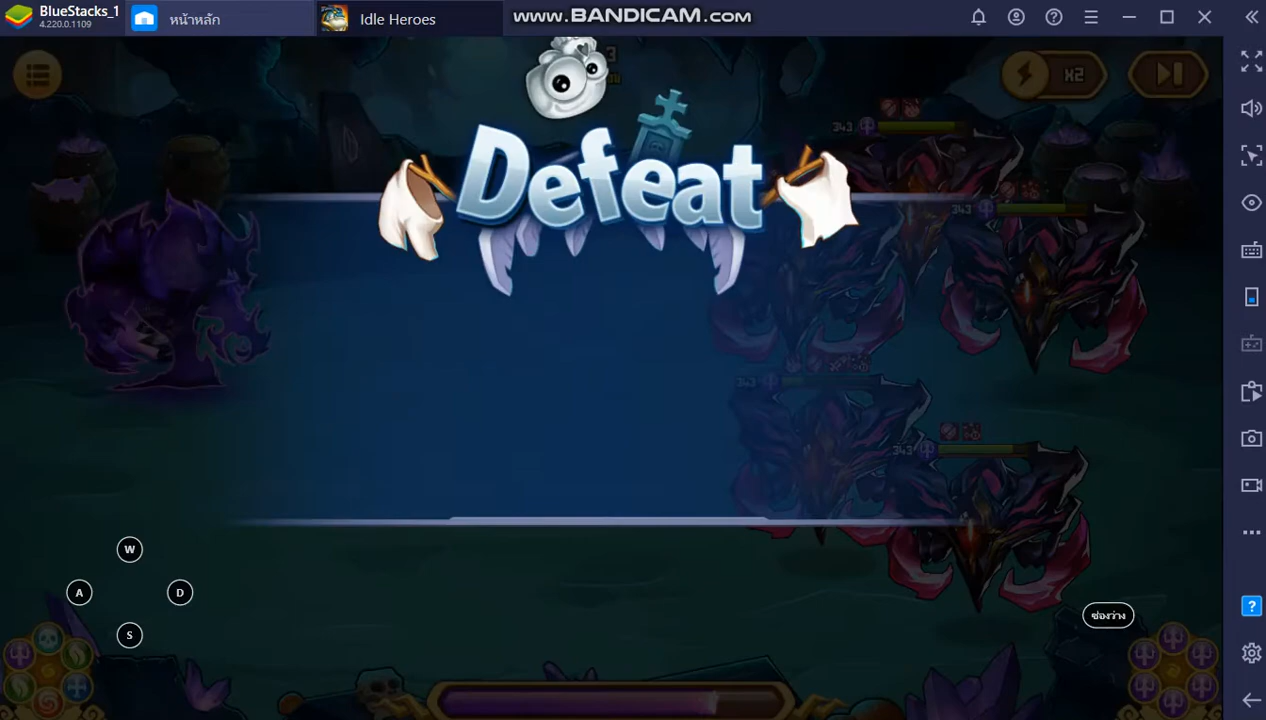 BlueStacks_1
4.220.0.1109
หน้าหลัก
Idle Heroes
www.BANDICAM.com
x2
343
Defeat
343
343
343
W
A
D
S
ช่องว่าง